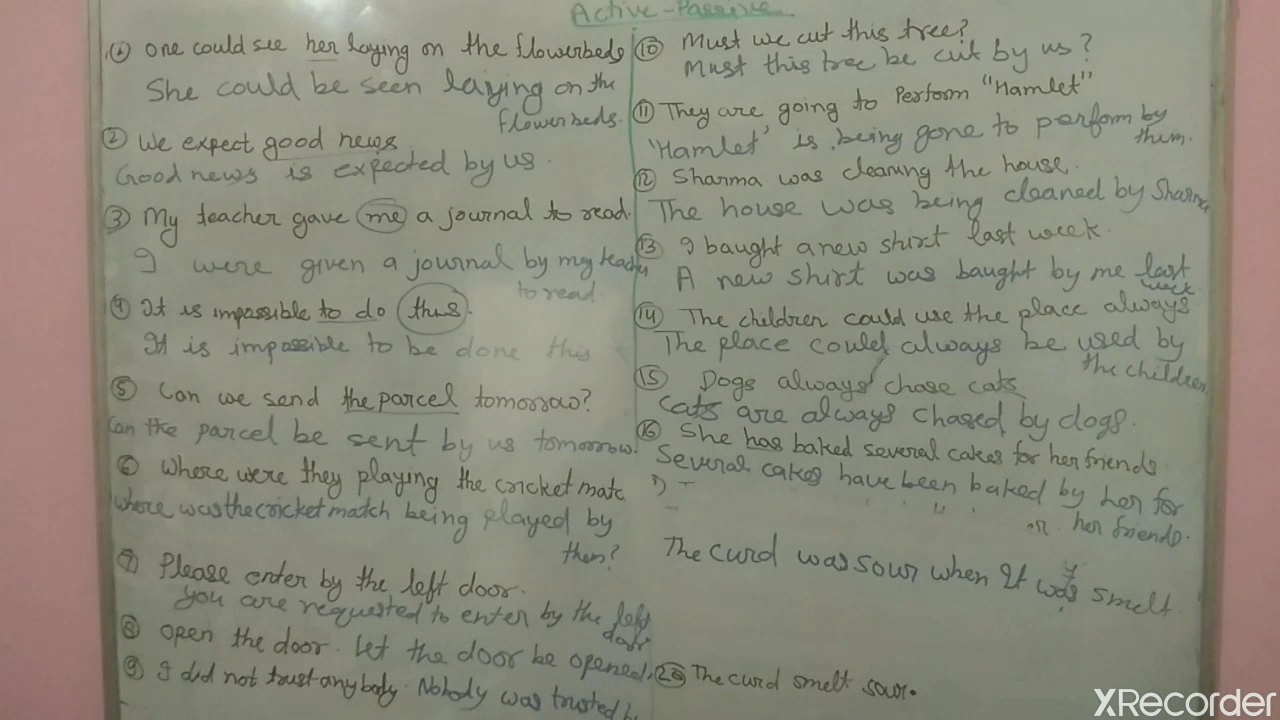 Active-Passive
① One could see her laying on the flowerbeds
She could be seen laying on the
flowerbeds.
② We expect good news
Good news is expected by us.
③ My teacher gave me a journal to read.
I were given a journal by my teacher
to read.
④ It is impossible to do this.
It is impossible to be done this
⑤ Can we send the parcel tomorrow?
Can the parcel be sent by us tomorrow.
⑥ Where were they playing the cricket matc
Where was the cricket match being played by
them?
⑦ Please enter by the left door.
You are requested to enter by the left
door
⑧ Open the door. Let the door be opened.
⑨ I did not trust anybody. Nobody was trusted b
⑩ Must we cut this tree?
Must this tree be cut by us?
⑪ They are going to Perform "Hamlet"
'Hamlet' is being gone to perform by
them.
⑫ Sharma was cleaning the house.
The house was being cleaned by Sharma
⑬ I baught a new shirt last week.
A new shirt was baught by me last
week
⑭ The children could use the place always
The place could always be used by
the children
⑮ Dogs always chase cats
Cats are always chased by dogs.
⑯ She has baked several cakes for her friends.
Several cakes have been baked by her for
her friends.
The curd was sour when It was smelt
⑳ The curd smelt sour.
XRecorder